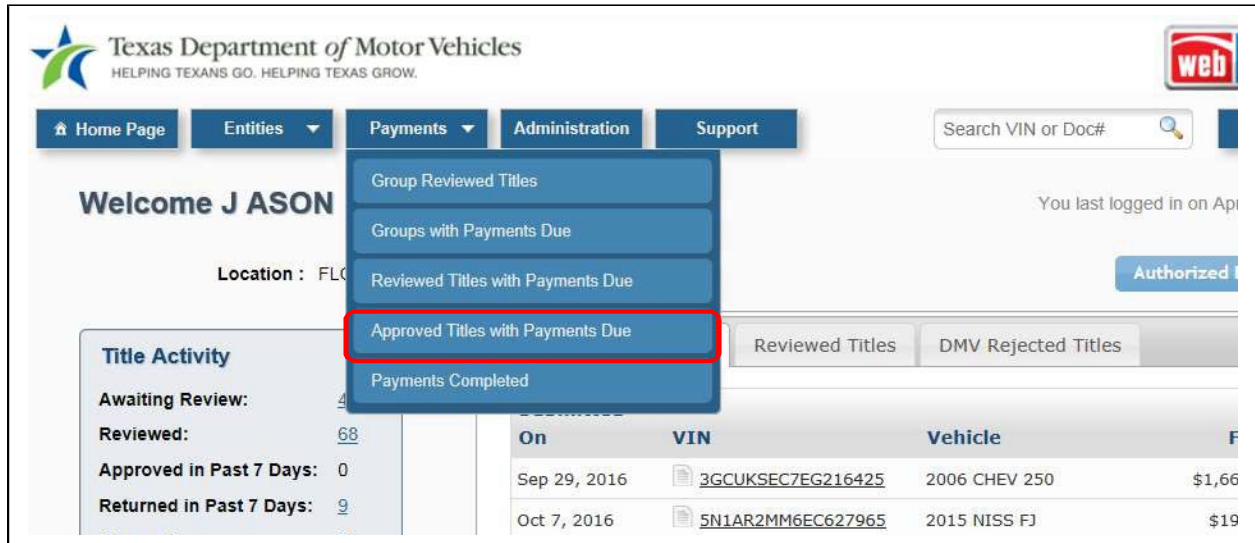 Texas Department of Motor Vehicles
HELPING TEXANS GO. HELPING TEXAS GROW.
web
Home Page Entities Payments Administration Support Search VIN or Doc#
Group Reviewed Titles
Welcome J ASON You last logged in on Apr
Groups with Payments Due
Location : FLO Reviewed Titles with Payments Due Authorized
Approved Titles with Payments Due
Title Activity Reviewed Titles DMV Rejected Titles
Payments Completed
Awaiting Review: 4
Reviewed: 68 On VIN Vehicle F
Approved in Past 7 Days: 0 Sep 29, 2016 3GCUKSEC7EG216425 2006 CHEV 250 $1,66
Returned in Past 7 Days: 9 Oct 7, 2016 5N1AR2MM6EC627965 2015 NISS FJ $19